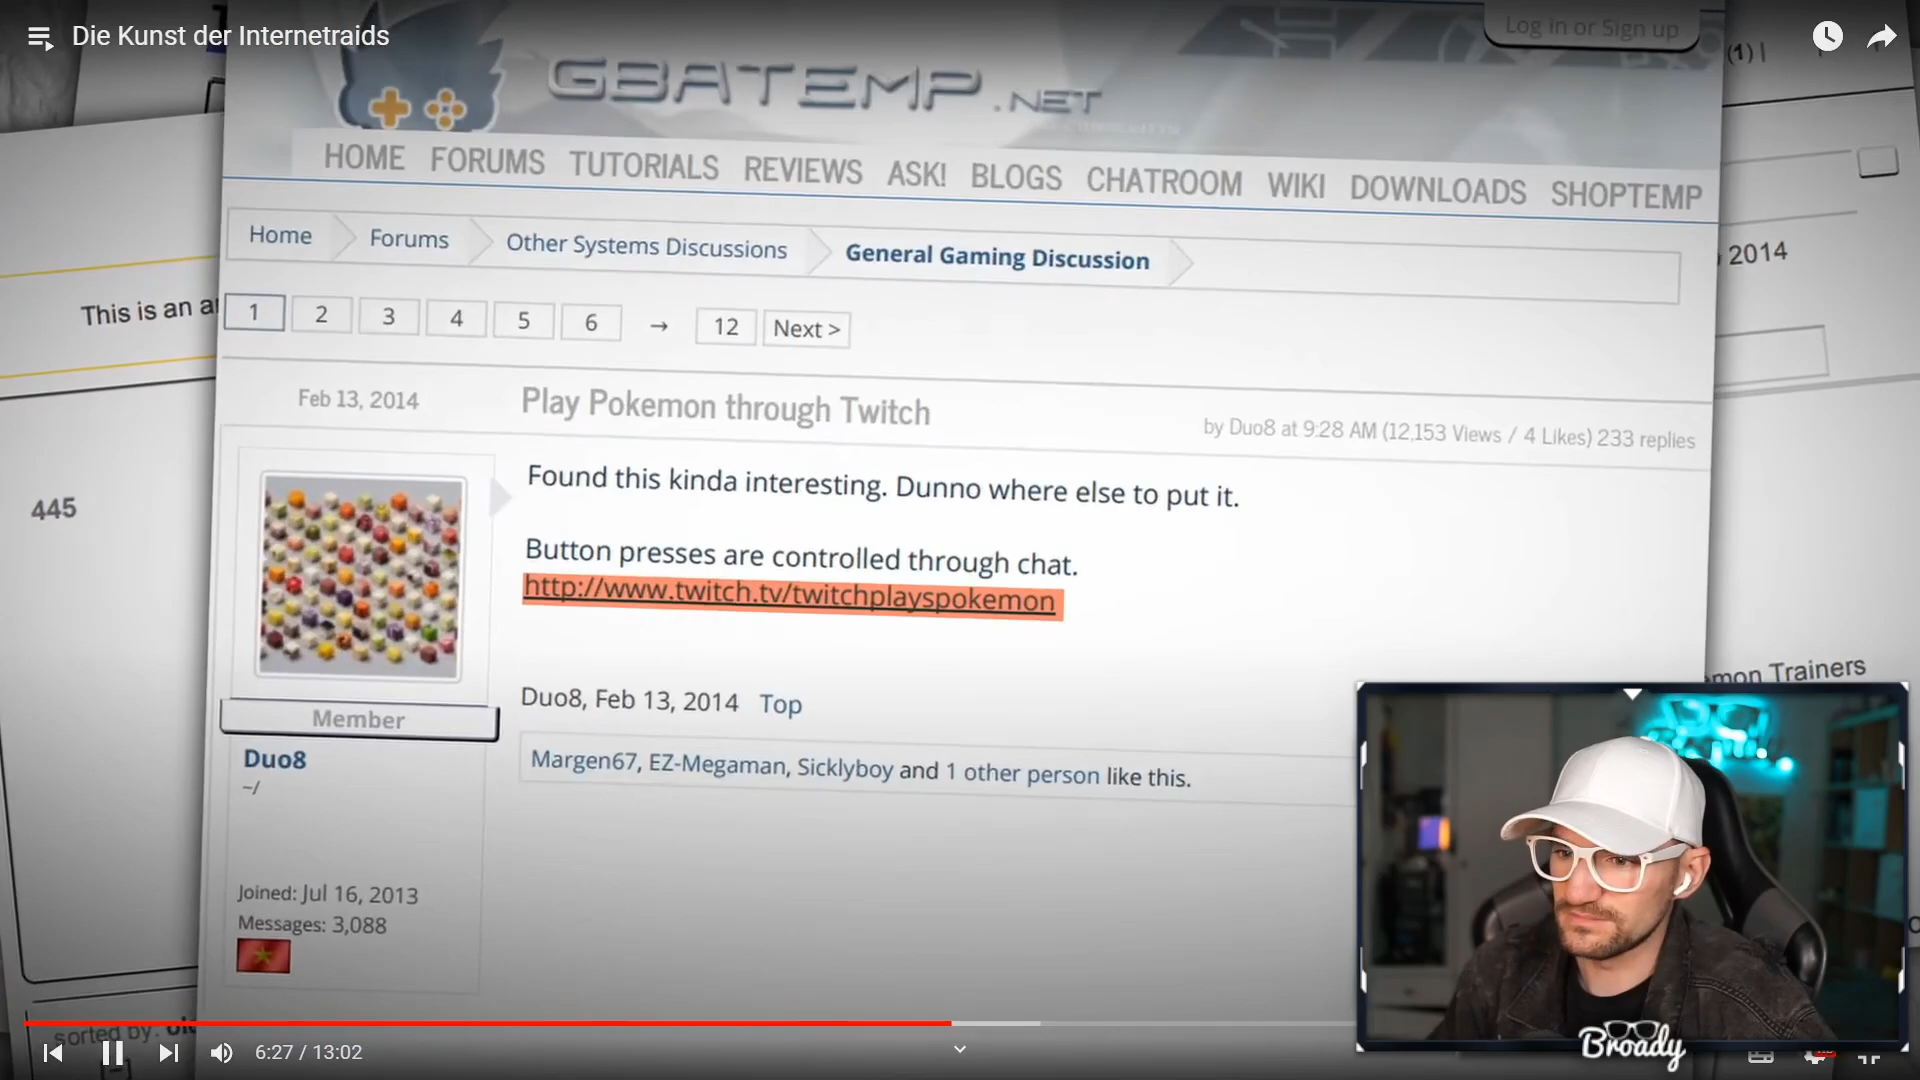 Die Kunst der Internetraids
Log in or Sign up
(1) |
GBATEMP.NET
HOME FORUMS TUTORIALS REVIEWS ASK! BLOGS CHATROOM WIKI DOWNLOADS SHOPTEMP
Home Forums Other Systems Discussions General Gaming Discussion
2014
This is an
1 2 3 4 5 6 → 12 Next >
Feb 13, 2014
Play Pokemon through Twitch
by Duo8 at 9:28 AM (12,153 Views / 4 Likes) 233 replies
Found this kinda interesting. Dunno where else to put it.
445
Button presses are controlled through chat.
http://www.twitch.tv/twitchplayspokemon
Trainers
Duo8, Feb 13, 2014 Top
Member
Duo8
~/
Margen67, EZ-Megaman, Sicklyboy and 1 other person like this.
Joined: Jul 16, 2013
Messages: 3,088
sorted by:
6:27 / 13:02
Broady